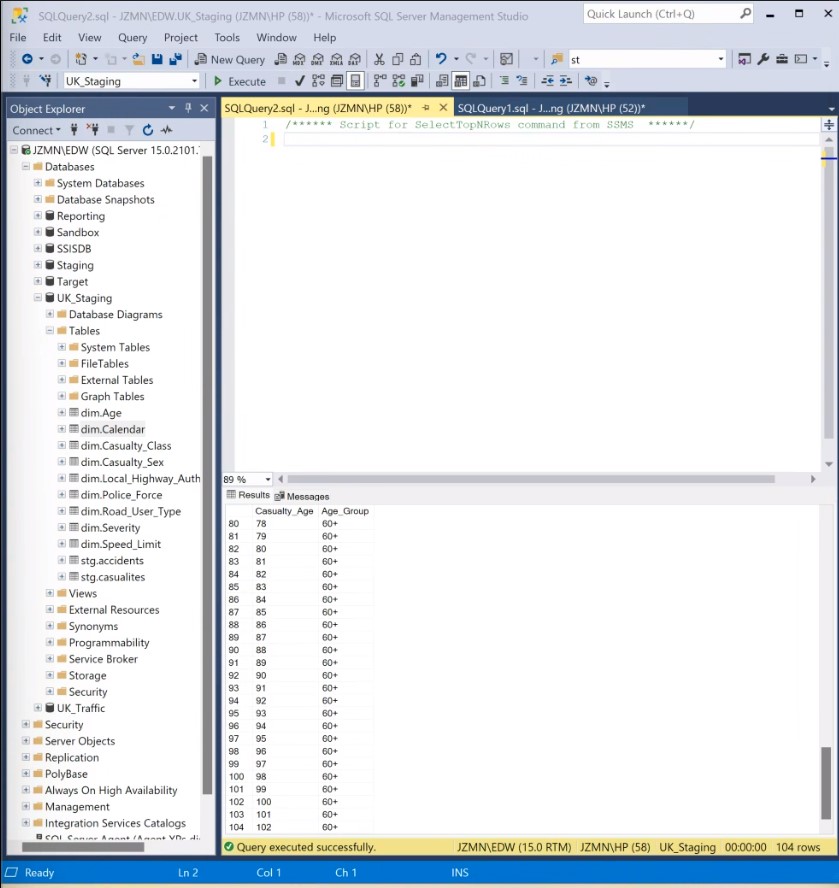 SQLQuery2.sql - JZMN\EDW.UK_Staging (JZMN\HP (58))* - Microsoft SQL Server Management Studio
Quick Launch (Ctrl+Q)
File Edit View Query Project Tools Window Help
New Query MDX DMX XMLA DAX st
UK_Staging Execute
Object Explorer
SQLQuery2.sql - J...ng (JZMN\HP (58))* SQLQuery1.sql - J...ng (JZMN\HP (52))*
Connect
1 /****** Script for SelectTopNRows command from SSMS ******/
2
JZMN\EDW (SQL Server 15.0.2101.
Databases
System Databases
Database Snapshots
Reporting
Sandbox
SSISDB
Staging
Target
UK_Staging
Database Diagrams
Tables
System Tables
FileTables
External Tables
Graph Tables
dim.Age
dim.Calendar
dim.Casualty_Class
dim.Casualty_Sex
dim.Local_Highway_Auth
dim.Police_Force
dim.Road_User_Type
dim.Severity
dim.Speed_Limit
stg.accidents
stg.casualites
Views
External Resources
Synonyms
Programmability
Service Broker
Storage
Security
UK_Traffic
Security
Server Objects
Replication
PolyBase
Always On High Availability
Management
Integration Services Catalogs
SQL Server Agent (Agent XPs di
89 %
Results Messages
Casualty_Age Age_Group
80 78 60+
81 79 60+
82 80 60+
83 81 60+
84 82 60+
85 83 60+
86 84 60+
87 85 60+
88 86 60+
89 87 60+
90 88 60+
91 89 60+
92 90 60+
93 91 60+
94 92 60+
95 93 60+
96 94 60+
97 95 60+
98 96 60+
99 97 60+
100 98 60+
101 99 60+
102 100 60+
103 101 60+
104 102 60+
Query executed successfully. JZMN\EDW (15.0 RTM) JZMN\HP (58) UK_Staging 00:00:00 104 rows
Ready Ln 2 Col 1 Ch 1 INS